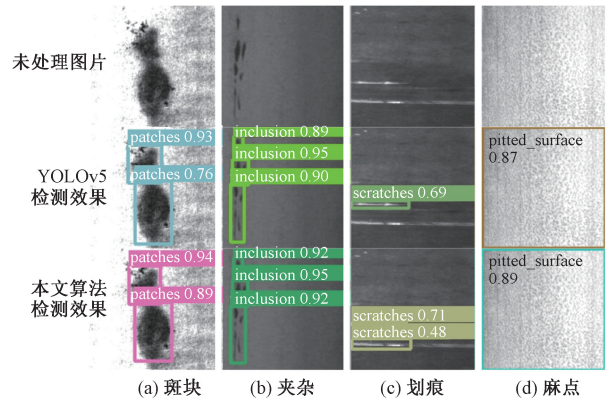 未处理图片
patches 0.93
patches 0.76
inclusion 0.89
inclusion 0.95
inclusion 0.90
scratches 0.69
pitted_surface
0.87
YOLOv5
检测效果
patches 0.94
patches 0.89
inclusion 0.92
inclusion 0.95
inclusion 0.92
scratches 0.71
scratches 0.48
pitted_surface
0.89
本文算法
检测效果
(a) 斑块
(b) 夹杂
(c) 划痕
(d) 麻点